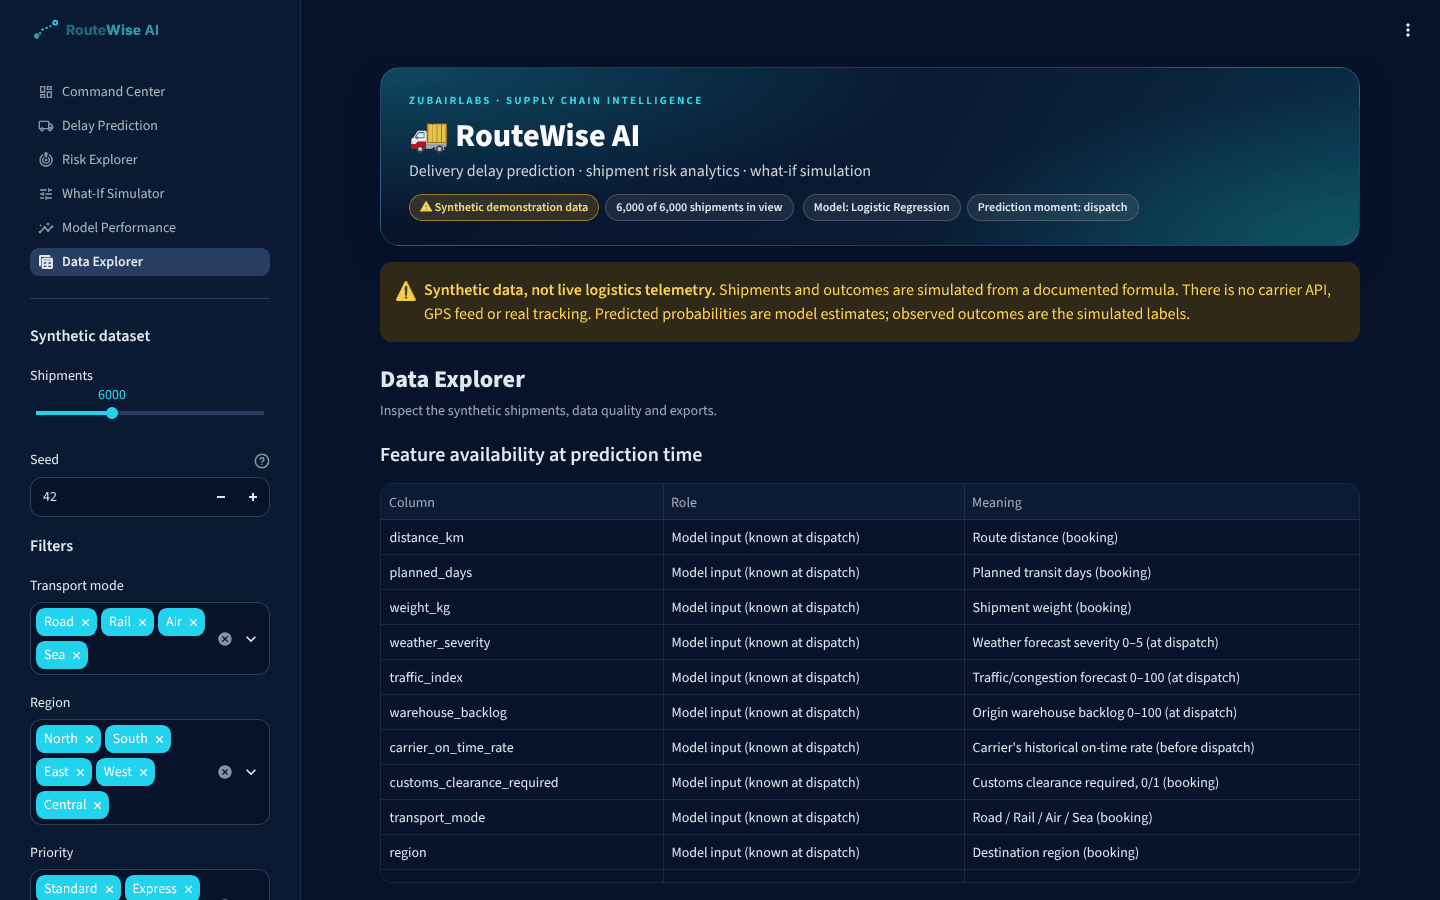 RouteWise AI
Command Center
Delay Prediction
Risk Explorer
What-If Simulator
Model Performance
Data Explorer
Synthetic dataset
Shipments
6000
Seed
42
Filters
Transport mode
Road
Rail
Air
Sea
Region
North
South
East
West
Central
Priority
Standard
Express
ZUBAIRLABS · SUPPLY CHAIN INTELLIGENCE
RouteWise AI
Delivery delay prediction · shipment risk analytics · what-if simulation
Synthetic demonstration data
6,000 of 6,000 shipments in view
Model: Logistic Regression
Prediction moment: dispatch
Synthetic data, not live logistics telemetry. Shipments and outcomes are simulated from a documented formula. There is no carrier API,
GPS feed or real tracking. Predicted probabilities are model estimates; observed outcomes are the simulated labels.
Data Explorer
Inspect the synthetic shipments, data quality and exports.
Feature availability at prediction time
Column Role Meaning
distance_km Model input (known at dispatch) Route distance (booking)
planned_days Model input (known at dispatch) Planned transit days (booking)
weight_kg Model input (known at dispatch) Shipment weight (booking)
weather_severity Model input (known at dispatch) Weather forecast severity 0–5 (at dispatch)
traffic_index Model input (known at dispatch) Traffic/congestion forecast 0–100 (at dispatch)
warehouse_backlog Model input (known at dispatch) Origin warehouse backlog 0–100 (at dispatch)
carrier_on_time_rate Model input (known at dispatch) Carrier's historical on-time rate (before dispatch)
customs_clearance_required Model input (known at dispatch) Customs clearance required, 0/1 (booking)
transport_mode Model input (known at dispatch) Road / Rail / Air / Sea (booking)
region Model input (known at dispatch) Destination region (booking)